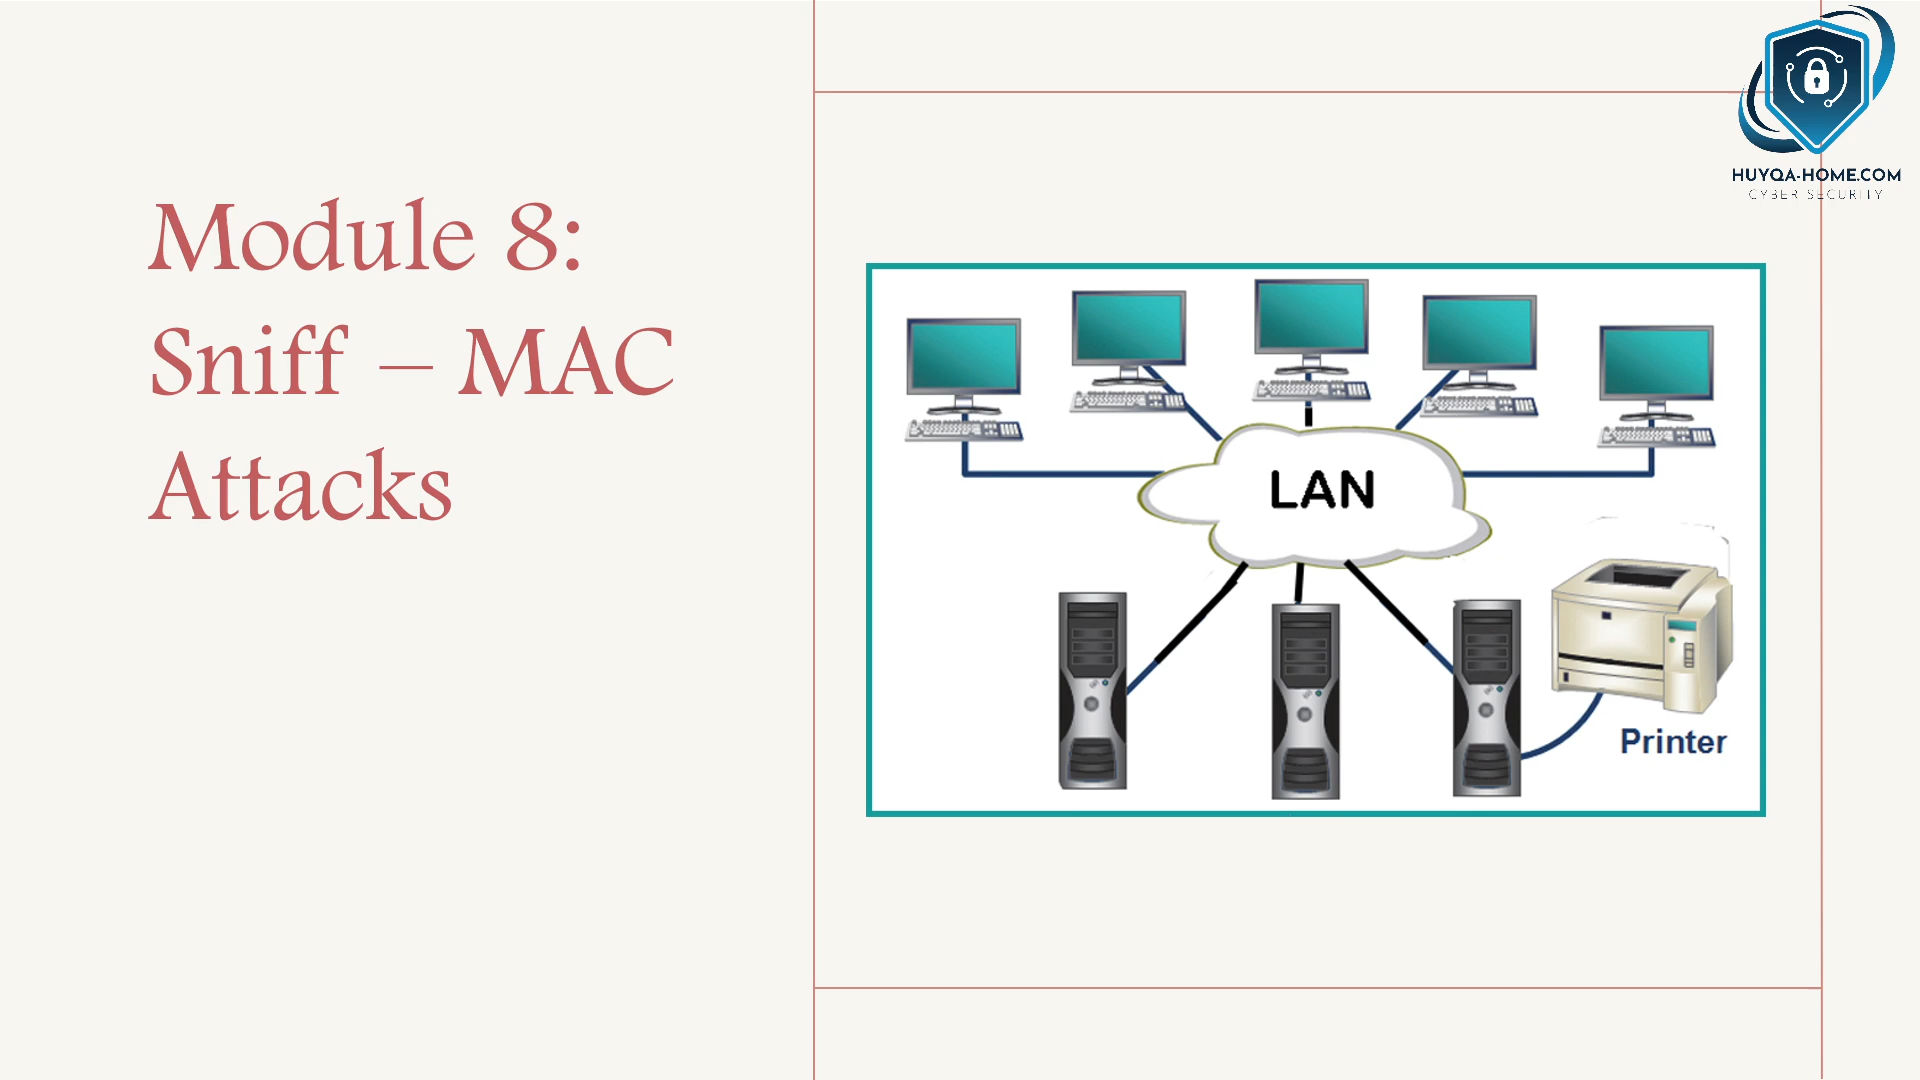 Module 8:
Sniff – MAC
Attacks
HUYQA-HOME.COM
CYBER SECURITY
LAN
Printer